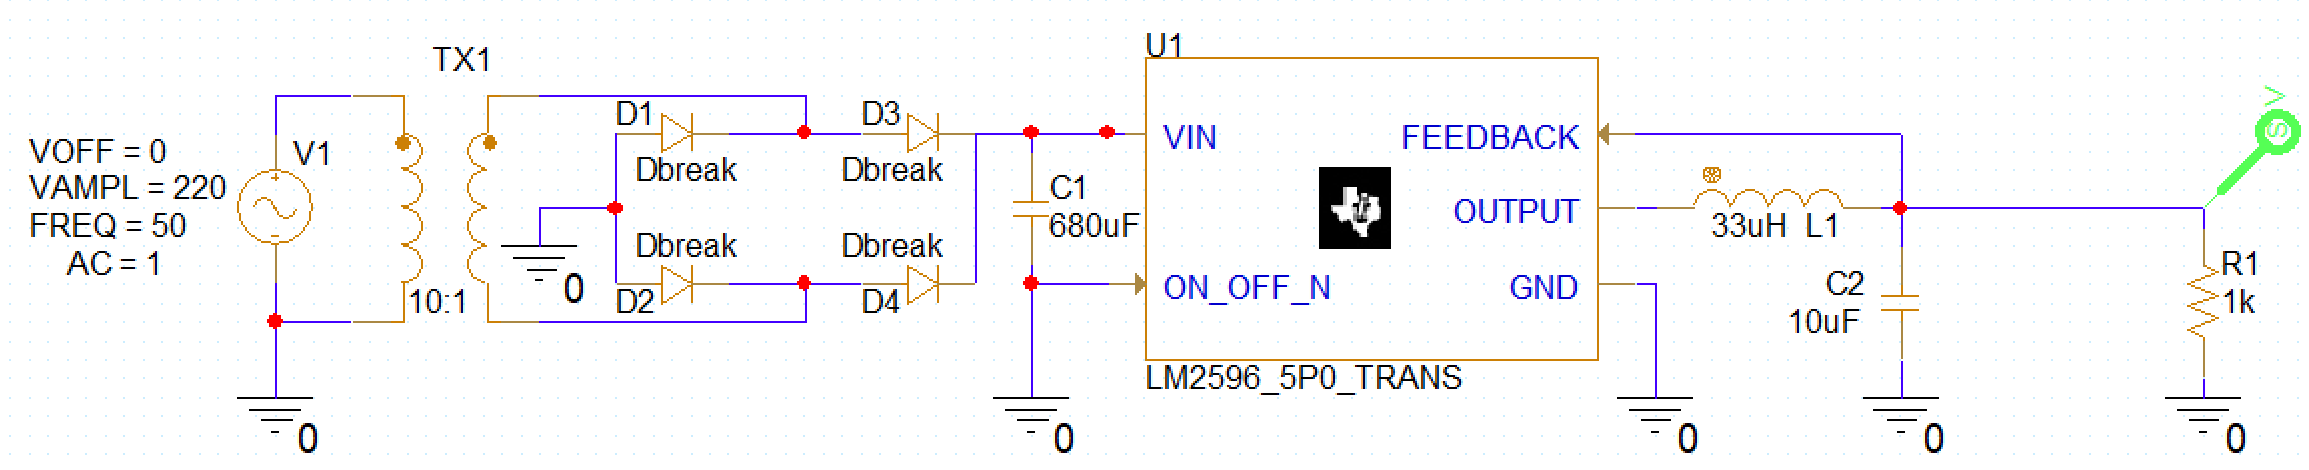 TX1
VOFF = 0
VAMPL = 220
FREQ = 50
AC = 1
V1
10:1
D1
Dbreak
D3
Dbreak
Dbreak
D2
Dbreak
D4
0
0
C1
680uF
0
U1
VIN
FEEDBACK
OUTPUT
ON_OFF_N
GND
LM2596_5P0_TRANS
0
33uH L1
C2
10uF
0
V
S
R1
1k
0